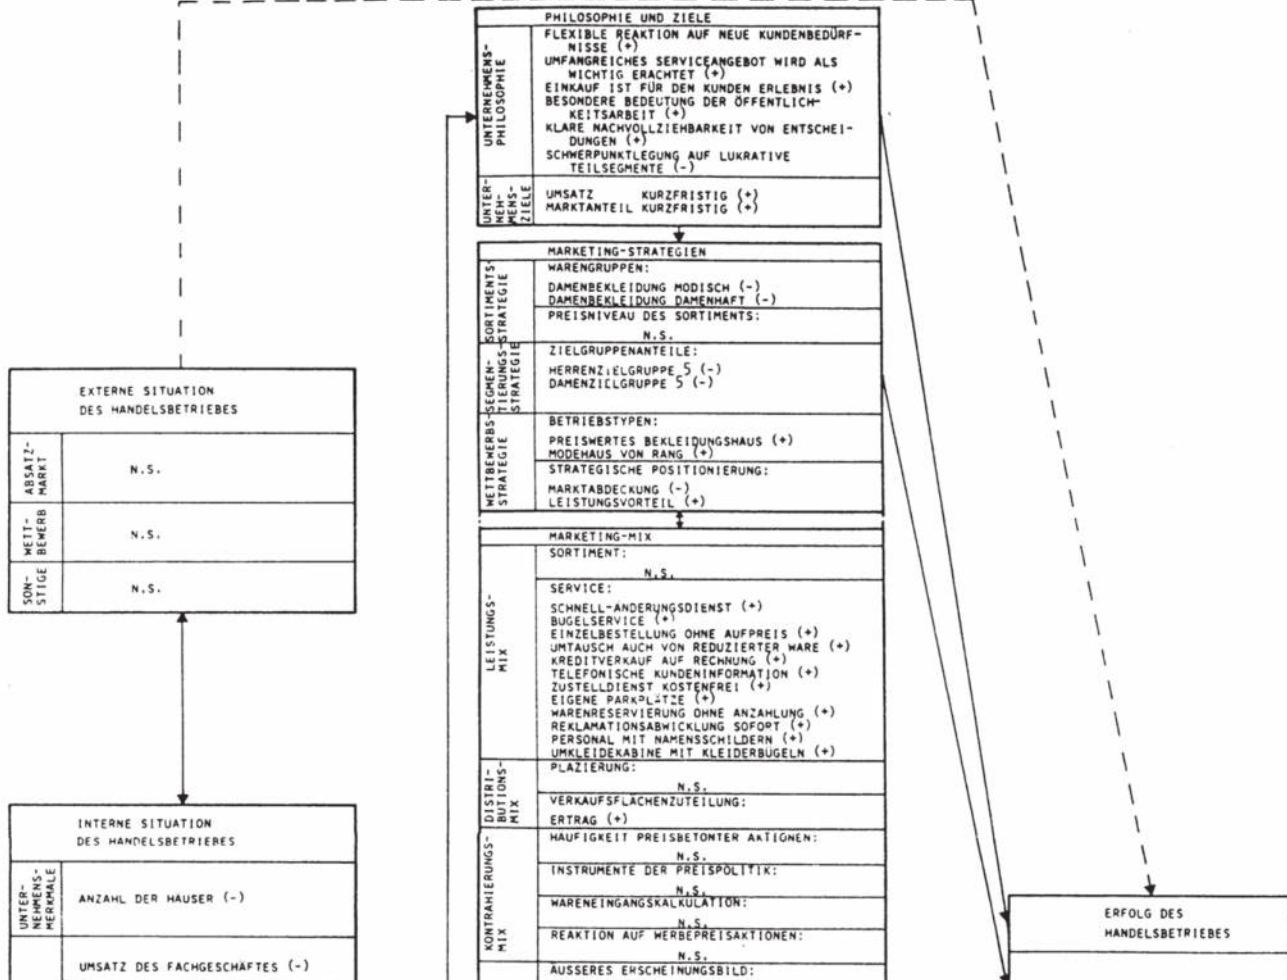 PHILOSOPHIE UND ZIELE
UNTERNEHMENS-
PHILOSOPHIE
FLEXIBLE REAKTION AUF NEUE KUNDENBEDÜRF-
NISSE (+)
UMFANGREICHES SERVICEANGEBOT WIRD ALS
WICHTIG ERACHTET (+)
EINKAUF IST FÜR DEN KUNDEN ERLEBNIS (+)
BESONDERE BEDEUTUNG DER ÖFFENTLICH-
KEITSARBEIT (+)
KLARE NACHVOLLZIEHBARKEIT VON ENTSCHEI-
DUNGEN (+)
SCHWERPUNKTLEGUNG AUF LUKRATIVE
TEILSEGMENTE (-)
UNTER-
NEH-
MENS-
ZIELE
UMSATZ KURZFRISTIG (+)
MARKTANTEIL KURZFRISTIG (+)
MARKETING-STRATEGIEN
SORTIMENTS-
STRATEGIE
WARENGRUPPEN:
DAMENBEKLEIDUNG MODISCH (-)
DAMENBEKLEIDUNG DAMENHAFT (-)
PREISNIVEAU DES SORTIMENTS:
N.S.
SEGMEN-
TIERUNGS-
STRATEGIE
ZIELGRUPPENANTEILE:
HERRENZIELGRUPPE 5 (-)
DAMENZIELGRUPPE 5 (-)
WETTBEWERBS-
STRATEGIE
BETRIEBSTYPEN:
PREISWERTES BEKLEIDUNGSHAUS (+)
MODEHAUS VON RANG (+)
STRATEGISCHE POSITIONIERUNG:
MARKTABDECKUNG (-)
LEISTUNGSVORTEIL (+)
MARKETING-MIX
LEISTUNGS-
MIX
SORTIMENT:
N.S.
SERVICE:
SCHNELL-ANDERUNGSDIENST (+)
BUGELSERVICE (+)
EINZELBESTELLUNG OHNE AUFPREIS (+)
UMTAUSCH AUCH VON REDUZIERTER WARE (+)
KREDITVERKAUF AUF RECHNUNG (+)
TELEFONISCHE KUNDENINFORMATION (+)
ZUSTELLDIENST KOSTENFREI (+)
EIGENE PARKPLÄTZE (+)
WARENRESERVIERUNG OHNE ANZAHLUNG (+)
REKLAMATIONSABWICKLUNG SOFORT (+)
PERSONAL MIT NAMENSSCHILDERN (+)
UMKLEIDEKABINE MIT KLEIDERBÜGELN (+)
DISTRI-
BUTIONS-
MIX
PLAZIERUNG:
N.S.
VERKAUFSFLACHENZUTEILUNG:
ERTRAG (+)
KONTRAHIERUNGS-
MIX
HAUFIGKEIT PREISBETONTER AKTIONEN:
N.S.
INSTRUMENTE DER PREISPOLITIK:
N.S.
WARENEINGANGSKALKULATION:
N.S.
REAKTION AUF WERBEPREISAKTIONEN:
N.S.
ÄUSSERES ERSCHEINUNGSBILD:
EXTERNE SITUATION
DES HANDELSBETRIEBES
ABSATZ-
MARKT
N.S.
WETT-
BEWERB
N.S.
SON-
STIGE
N.S.
INTERNE SITUATION
DES HANDELSBETRIEBES
UNTER-
NEHMENS-
MERKMALE
ANZAHL DER HÄUSER (-)
UMSATZ DES FACHGESCHÄFTES (-)
ERFOLG DES
HANDELSBETRIEBES